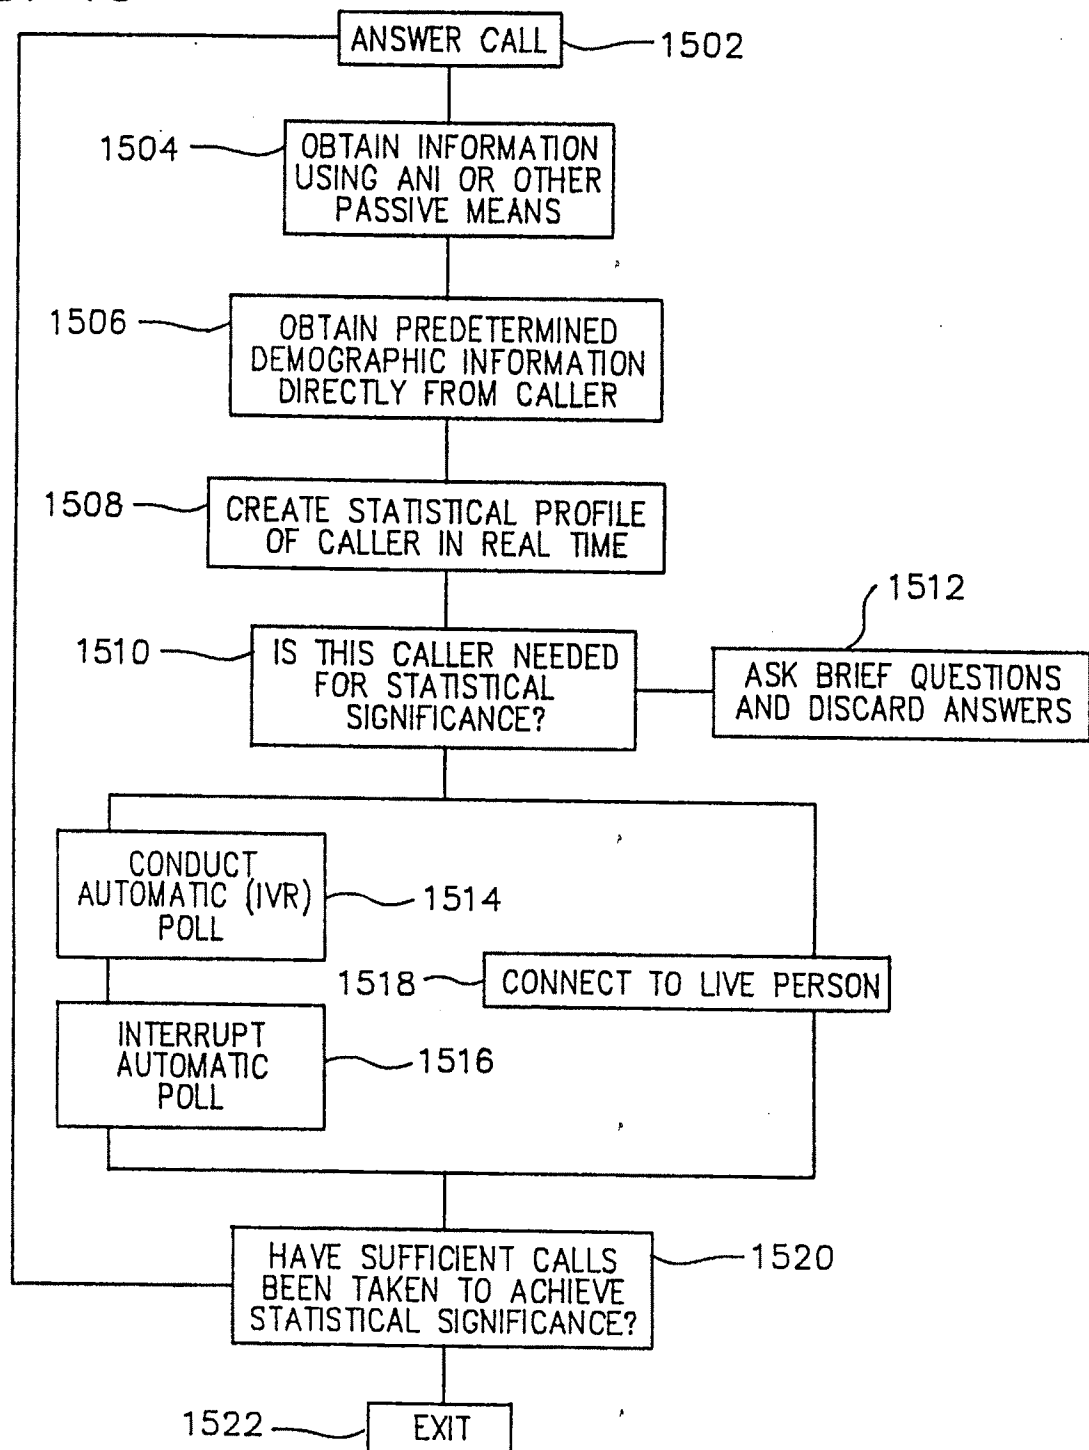 ANSWER CALL
1502
1504
OBTAIN INFORMATION
USING ANI OR OTHER
PASSIVE MEANS
1506
OBTAIN PREDETERMINED
DEMOGRAPHIC INFORMATION
DIRECTLY FROM CALLER
1508
CREATE STATISTICAL PROFILE
OF CALLER IN REAL TIME
1510
IS THIS CALLER NEEDED
FOR STATISTICAL
SIGNIFICANCE?
1512
ASK BRIEF QUESTIONS
AND DISCARD ANSWERS
CONDUCT
AUTOMATIC (IVR)
POLL
1514
1518
CONNECT TO LIVE PERSON
INTERRUPT
AUTOMATIC
POLL
1516
HAVE SUFFICIENT CALLS
BEEN TAKEN TO ACHIEVE
STATISTICAL SIGNIFICANCE?
1520
1522
EXIT